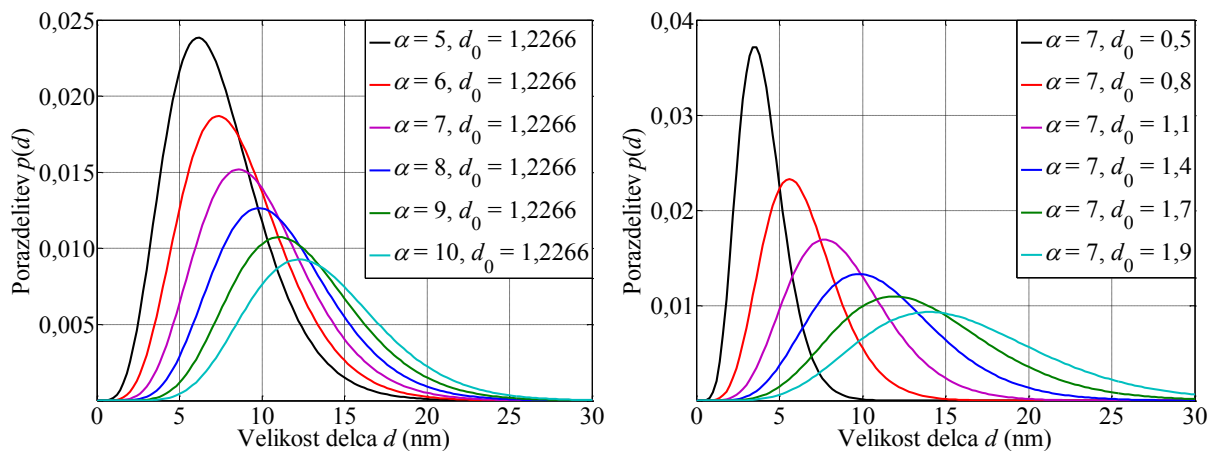 Porazdelitev p(d)
0,025
0,020
0,015
0,010
0,005
α = 5, d0 = 1,2266
α = 6, d0 = 1,2266
α = 7, d0 = 1,2266
α = 8, d0 = 1,2266
α = 9, d0 = 1,2266
α = 10, d0 = 1,2266
0 5 10 15 20 25 30
Velikost delca d (nm)
Porazdelitev p(d)
0,04
0,03
0,02
0,01
α = 7, d0 = 0,5
α = 7, d0 = 0,8
α = 7, d0 = 1,1
α = 7, d0 = 1,4
α = 7, d0 = 1,7
α = 7, d0 = 1,9
0 5 10 15 20 25 30
Velikost delca d (nm)